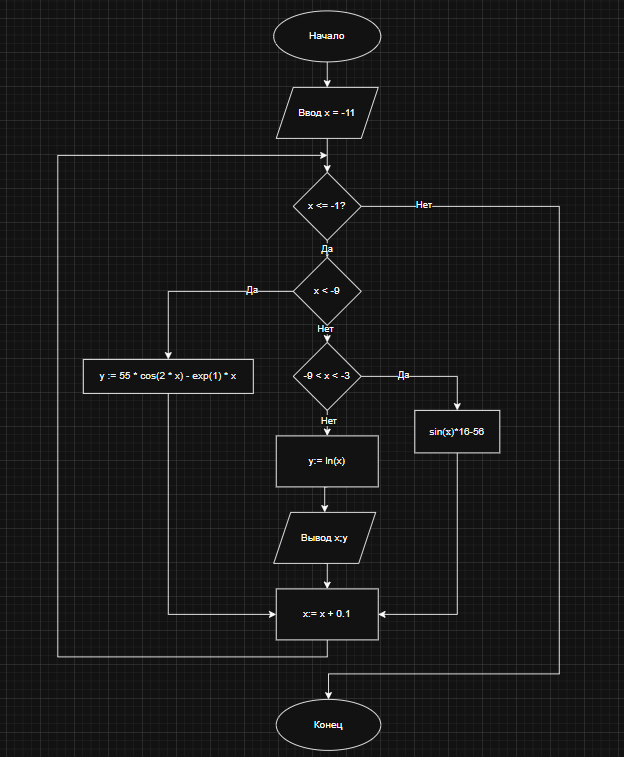 Начало
Ввод x = -11
x <= -1?
Нет
Да
x < -9
Да
Нет
-9 < x < -3
Да
Нет
y := 55 * cos(2 * x) - exp(1) * x
sin(x)*16-56
y:= ln(x)
Вывод x;y
x:= x + 0.1
Конец